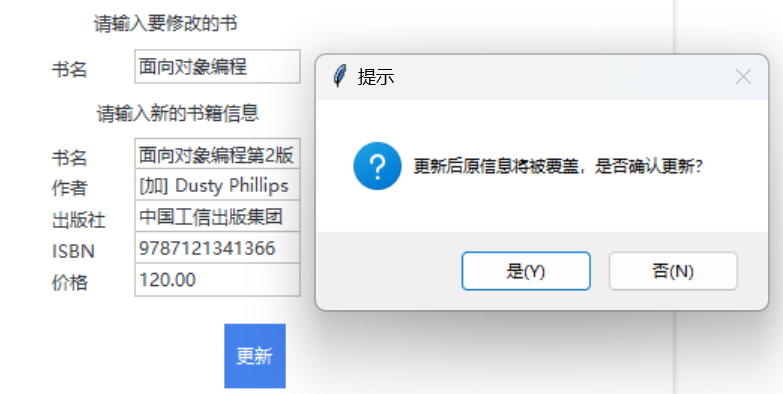 请输入要修改的书
书名 面向对象编程
请输入新的书籍信息
书名 面向对象编程第2版
作者 [加] Dusty Phillips
出版社 中国工信出版集团
ISBN 9787121341366
价格 120.00
更新
提示
更新后原信息将被覆盖，是否确认更新？
是(Y) 否(N)